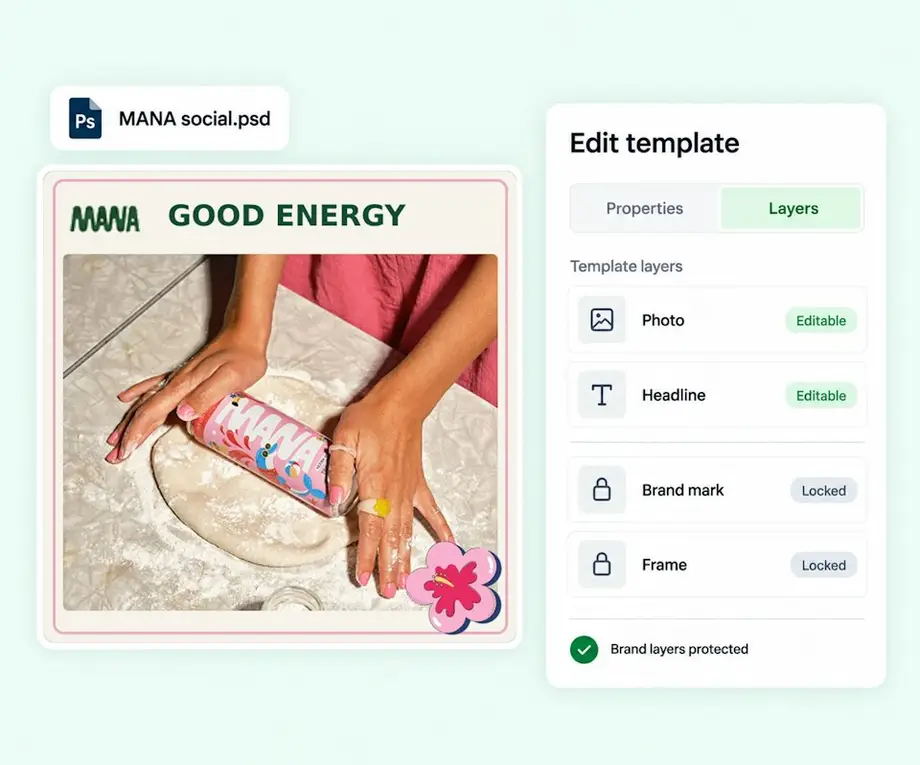 Ps
MANA social.psd
MANA GOOD ENERGY
MANA
Edit template
Properties
Layers
Template layers
Photo
Editable
Headline
Editable
Brand mark
Locked
Frame
Locked
Brand layers protected